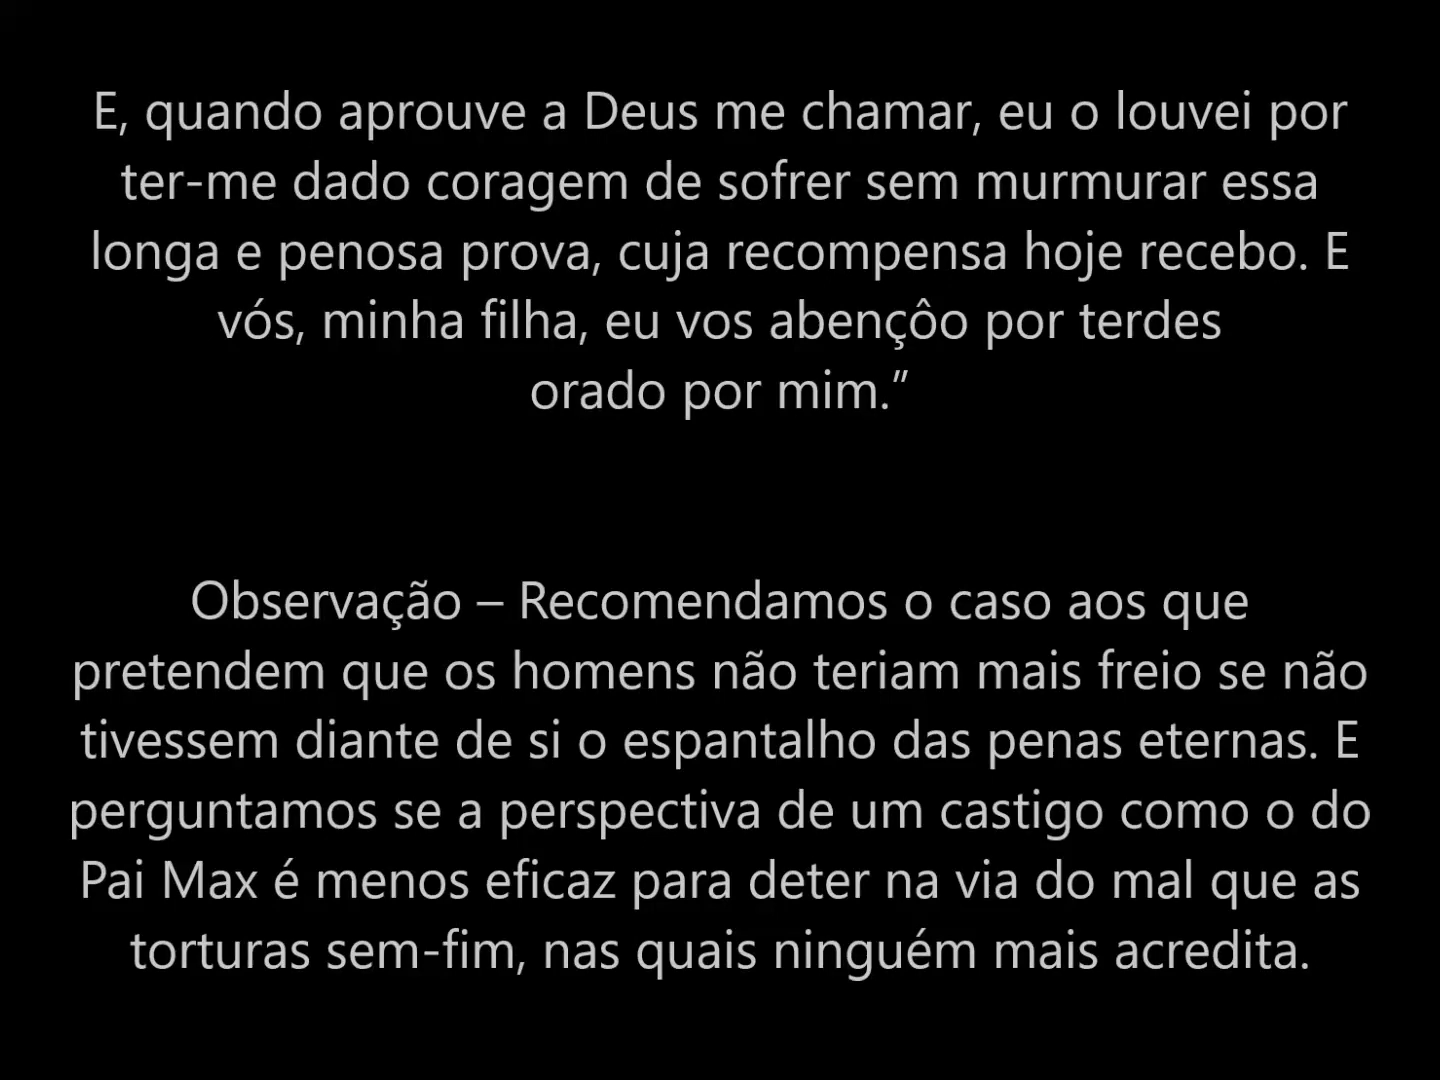 E, quando aprouve a Deus me chamar, eu o louvei por
ter-me dado coragem de sofrer sem murmurar essa
longa e penosa prova, cuja recompensa hoje recebo. E
vós, minha filha, eu vos abençôo por terdes
orado por mim.”
Observação – Recomendamos o caso aos que
pretendem que os homens não teriam mais freio se não
tivessem diante de si o espantalho das penas eternas. E
perguntamos se a perspectiva de um castigo como o do
Pai Max é menos eficaz para deter na via do mal que as
torturas sem-fim, nas quais ninguém mais acredita.